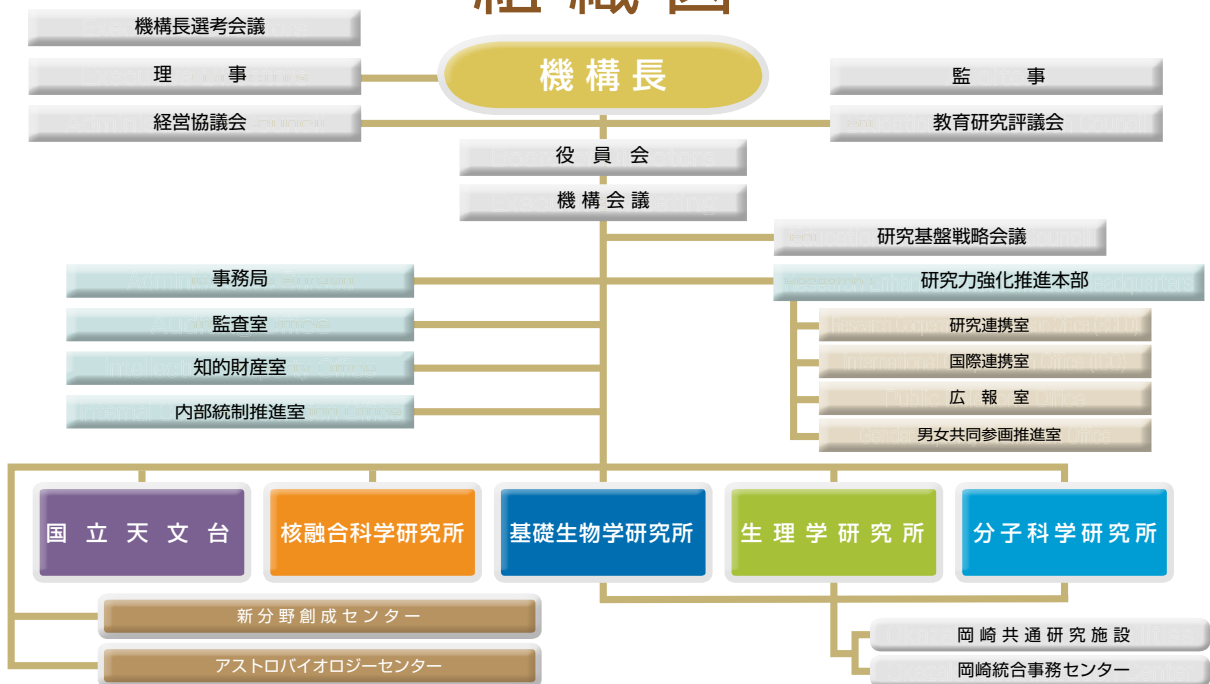 組織図
機構長選考会議
機構長
理事
監事
経営協議会
教育研究評議会
役員会
機構会議
研究基盤戦略会議
事務局
研究力強化推進本部
監査室
研究連携室
知的財産室
国際連携室
広報室
内部統制推進室
男女共同参画推進室
国立天文台
核融合科学研究所
基礎生物学研究所
生理学研究所
分子科学研究所
新分野創成センター
岡崎共通研究施設
アストロバイオロジーセンター
岡崎統合事務センター